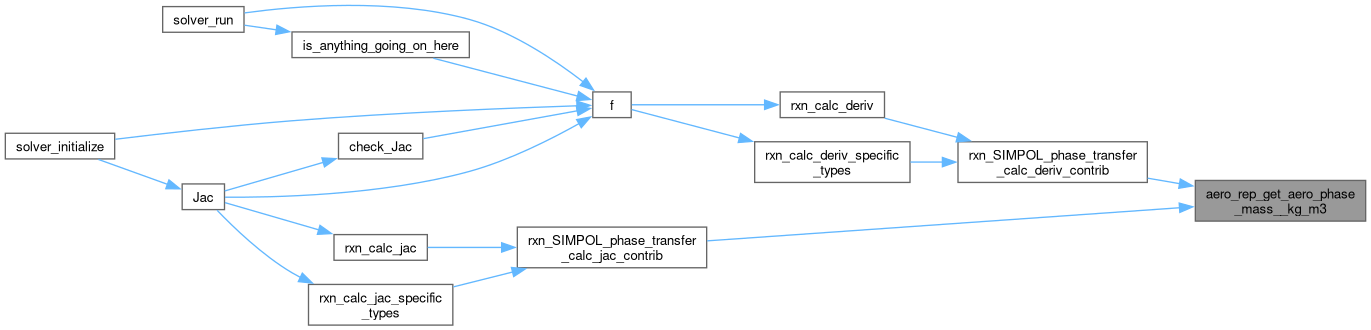 solver_run
is_anything_going_on_here
f
rxn_calc_deriv
solver_initialize
check_Jac
rxn_calc_deriv_specific
_types
rxn_SIMPOL_phase_transfer
_calc_deriv_contrib
Jac
aero_rep_get_aero_phase
_mass__kg_m3
rxn_calc_jac
rxn_SIMPOL_phase_transfer
_calc_jac_contrib
rxn_calc_jac_specific
_types